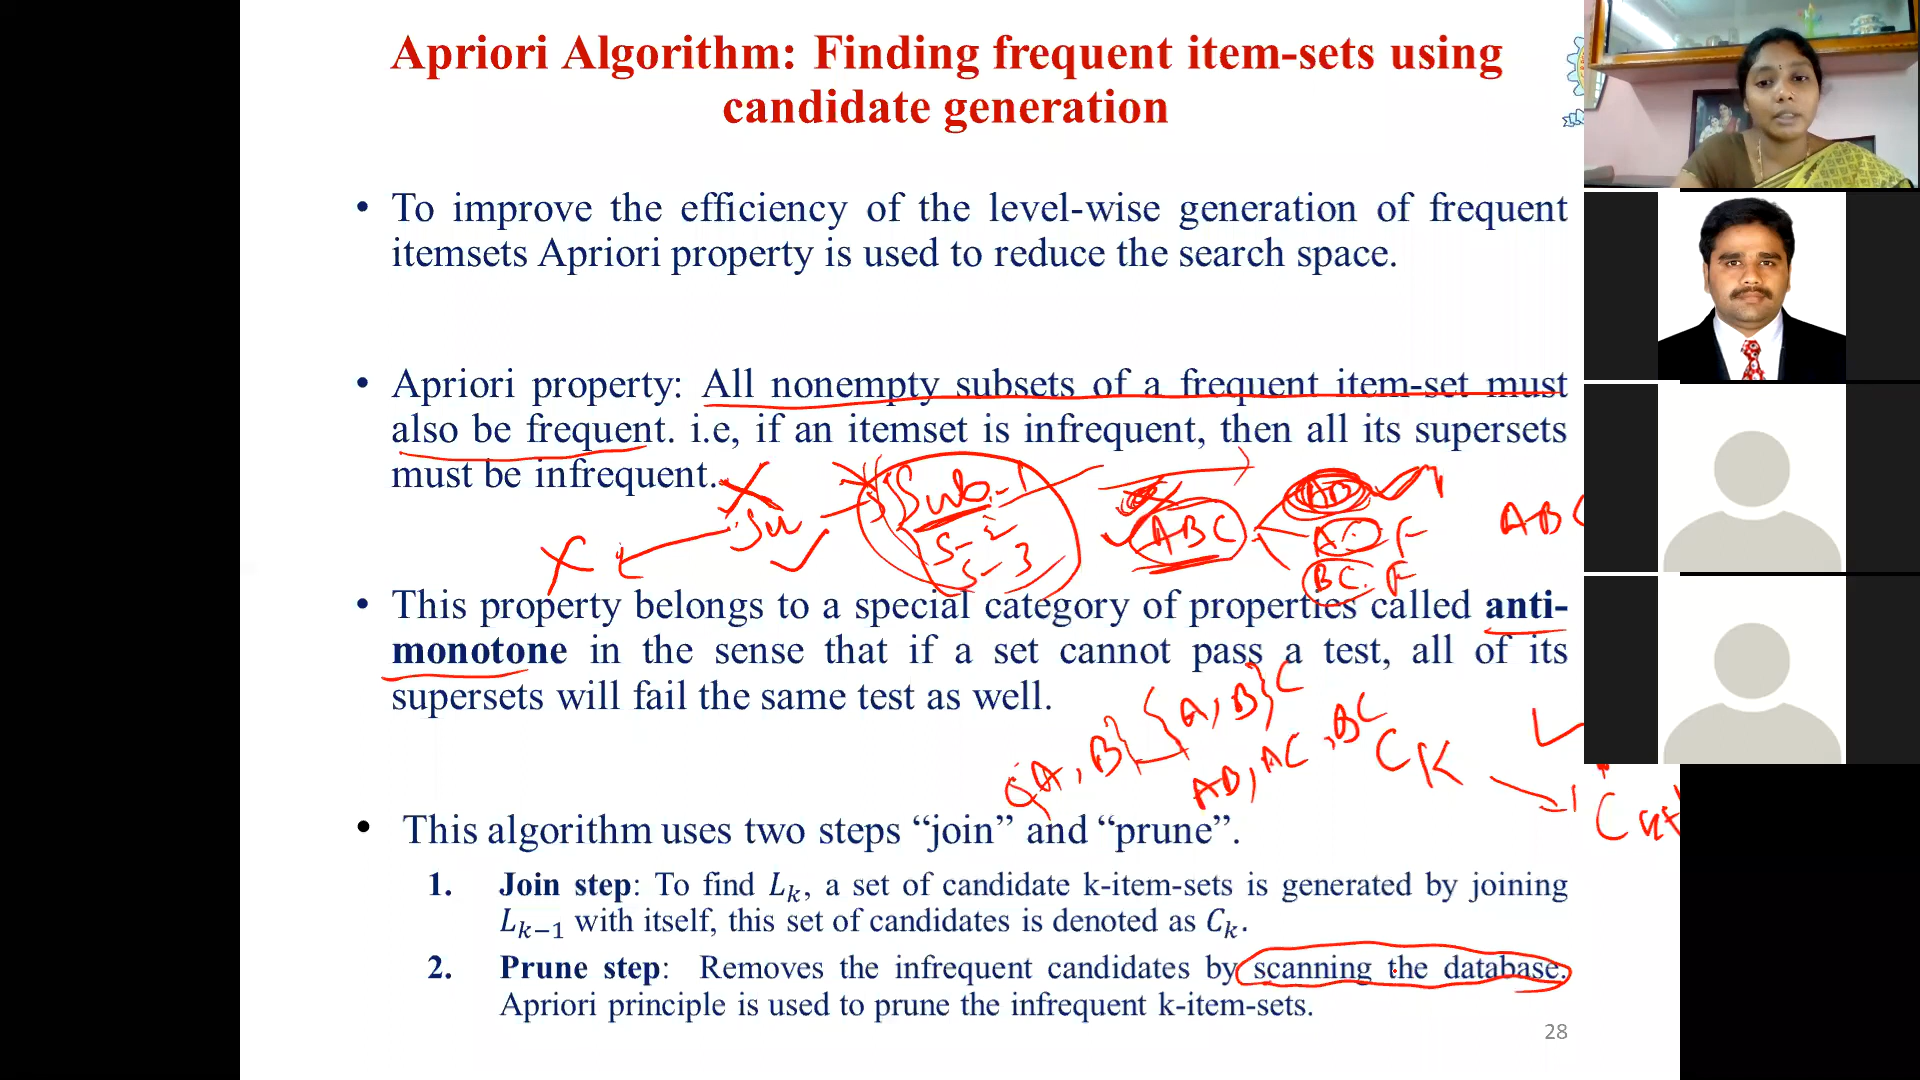 Apriori Algorithm: Finding frequent item-sets using
candidate generation
• To improve the efficiency of the level-wise generation of frequent
itemsets Apriori property is used to reduce the search space.
• Apriori property: All nonempty subsets of a frequent item-set must
also be frequent. i.e, if an itemset is infrequent, then all its supersets
must be infrequent.
Sub-1
S-2
S-3
ABC
AB
AC F
BC F
ABC
• This property belongs to a special category of properties called anti-
monotone in the sense that if a set cannot pass a test, all of its
supersets will fail the same test as well.
{A, B} {A, B} C
AB, AC, BC
CK
• This algorithm uses two steps “join” and “prune”.
1. Join step: To find Lk, a set of candidate k-item-sets is generated by joining
Lk−1 with itself, this set of candidates is denoted as Ck.
2. Prune step: Removes the infrequent candidates by scanning the database.
Apriori principle is used to prune the infrequent k-item-sets.
28